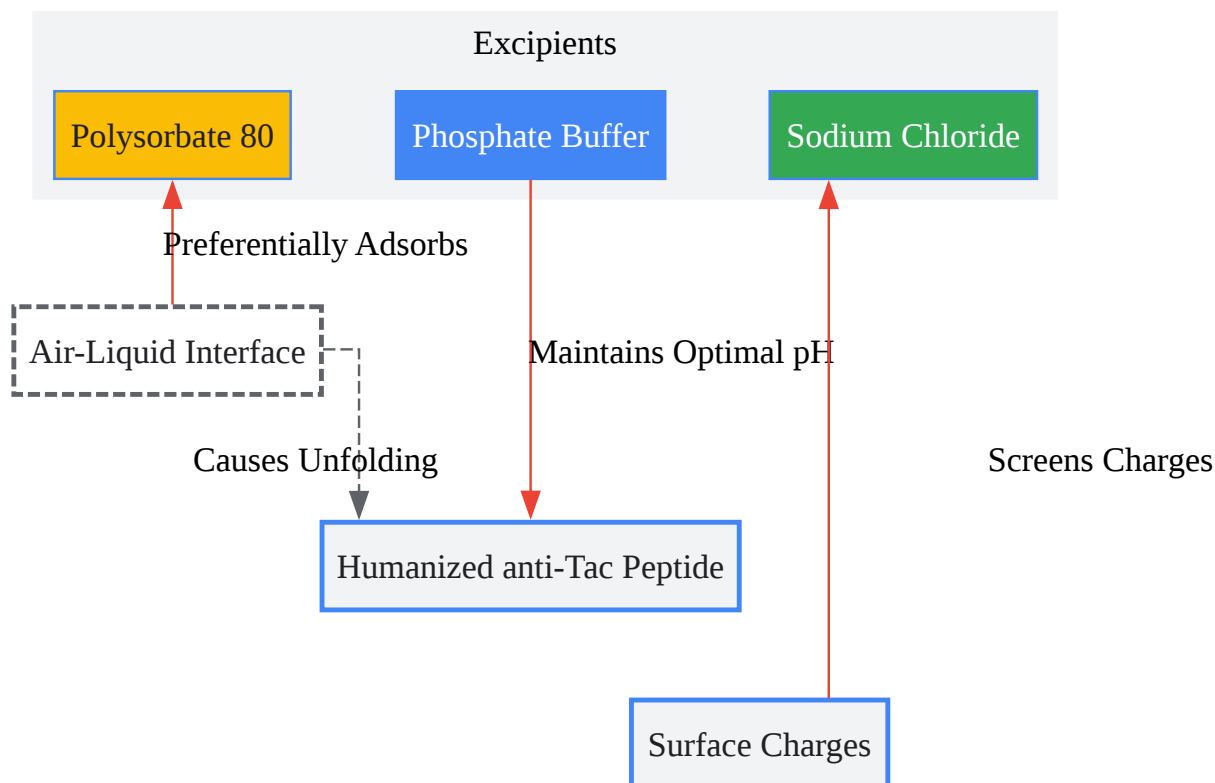 Excipients
Polysorbate 80
Phosphate Buffer
Sodium Chloride
Preferentially Adsorbs
Air-Liquid Interface
Maintains Optimal pH
Causes Unfolding
Screens Charges
Humanized anti-Tac Peptide
Surface Charges